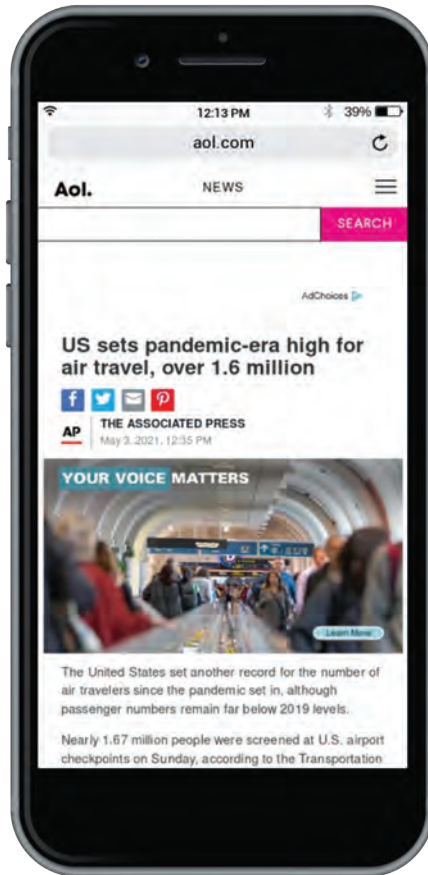 12:13 PM 39%
aol.com
Aol. NEWS
SEARCH
AdChoices
US sets pandemic-era high for
air travel, over 1.6 million
AP THE ASSOCIATED PRESS
May 3, 2021, 12:35 PM
YOUR VOICE MATTERS
Learn More
The United States set another record for the number of
air travelers since the pandemic set in, although
passenger numbers remain far below 2019 levels.
Nearly 1.67 million people were screened at U.S. airport
checkpoints on Sunday, according to the Transportation